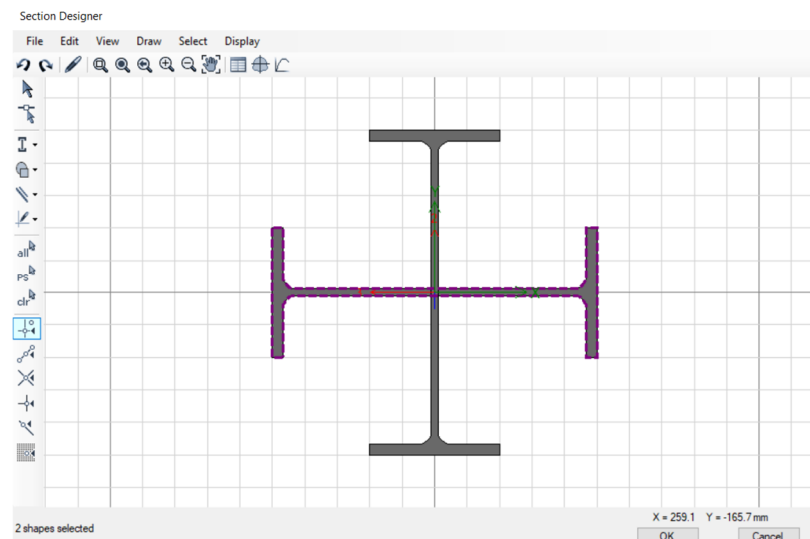 Section Designer
File Edit View Draw Select Display
all
ps
clr
X = 259.1 Y = -165.7 mm
2 shapes selected
OK Cancel